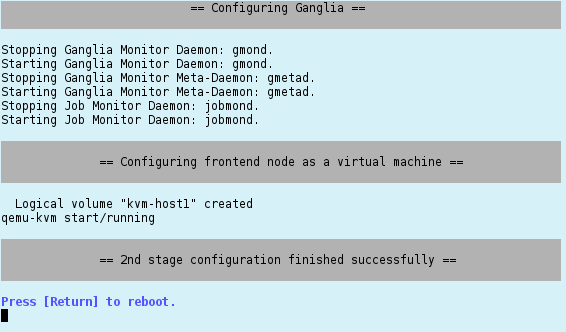 == Configuring Ganglia ==
Stopping Ganglia Monitor Daemon: gmond.
Starting Ganglia Monitor Daemon: gmond.
Stopping Ganglia Monitor Meta-Daemon: gmetad.
Starting Ganglia Monitor Meta-Daemon: gmetad.
Stopping Job Monitor Daemon: jobmond.
Starting Job Monitor Daemon: jobmond.
== Configuring frontend node as a virtual machine ==
Logical volume "kvm-host1" created
qemu-kvm start/running
== 2nd stage configuration finished successfully ==
Press [Return] to reboot.